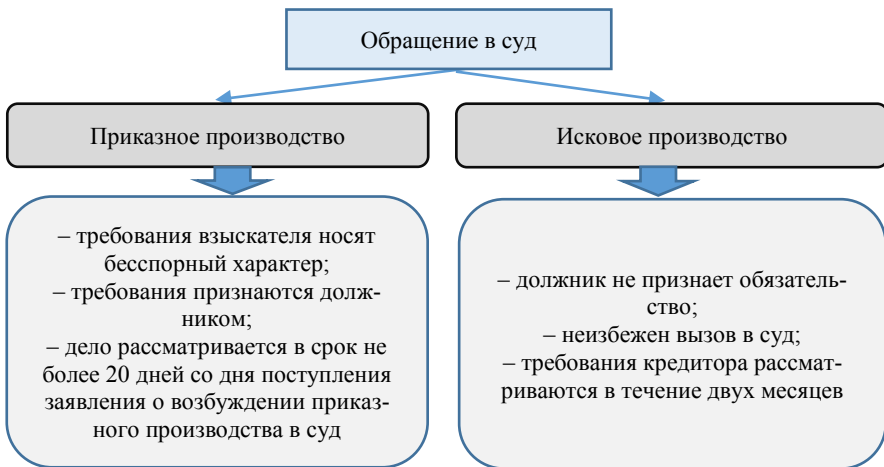 Обращение в суд
Приказное производство
Исковое производство
– требования взыскателя носят
бесспорный характер;
– требования признаются долж-
ником;
– дело рассматривается в срок не
более 20 дней со дня поступления
заявления о возбуждении приказ-
ного производства в суд
– должник не признает обязатель-
ство;
– неизбежен вызов в суд;
– требования кредитора рассмат-
риваются в течение двух месяцев